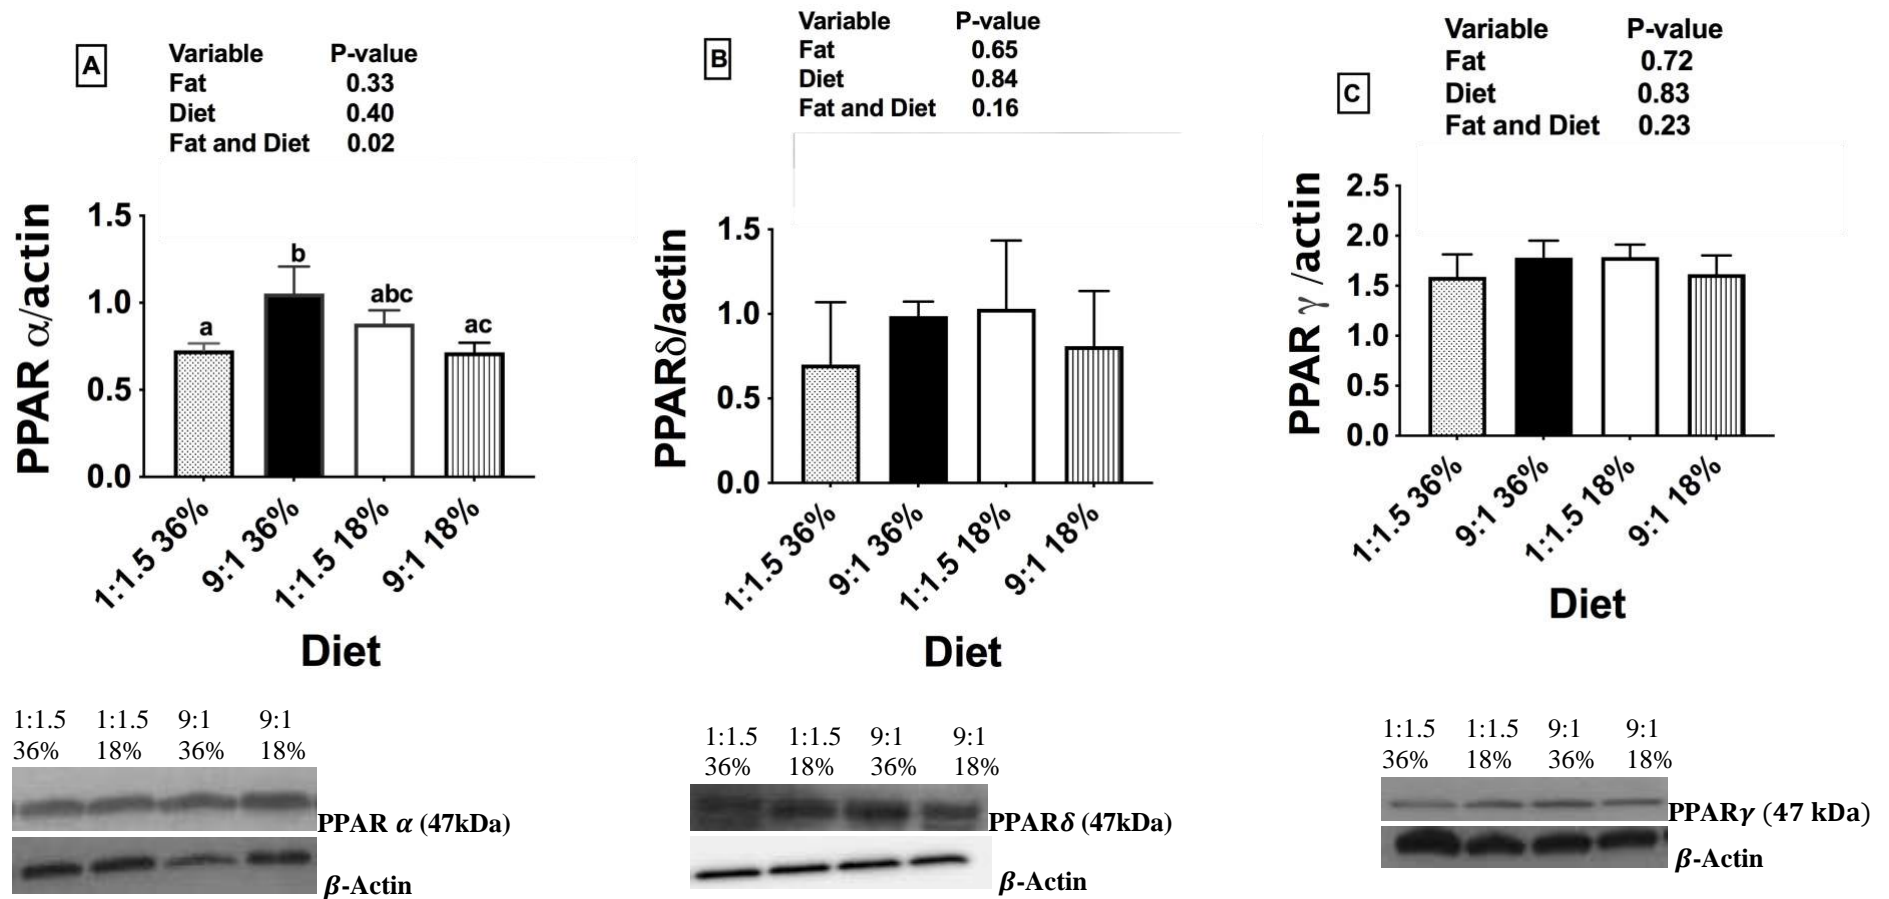 A
Variable P-value
Fat 0.33
Diet 0.40
Fat and Diet 0.02
PPAR α/actin
1.5
1.0
0.5
0.0
a
b
abc
ac
1:1.5 36%
9:1 36%
1:1.5 18%
9:1 18%
Diet
1:1.5 1:1.5 9:1 9:1
36% 18% 36% 18%
PPAR α (47kDa)
β-Actin
B
Variable P-value
Fat 0.65
Diet 0.84
Fat and Diet 0.16
PPARδ/actin
1.5
1.0
0.5
0.0
1:1.5 36%
9:1 36%
1:1.5 18%
9:1 18%
Diet
1:1.5 1:1.5 9:1 9:1
36% 18% 36% 18%
PPARδ (47kDa)
β-Actin
C
Variable P-value
Fat 0.72
Diet 0.83
Fat and Diet 0.23
PPAR γ /actin
2.5
2.0
1.5
1.0
0.5
0.0
1:1.5 36%
9:1 36%
1:1.5 18%
9:1 18%
Diet
1:1.5 1:1.5 9:1 9:1
36% 18% 36% 18%
PPARγ (47 kDa)
β-Actin